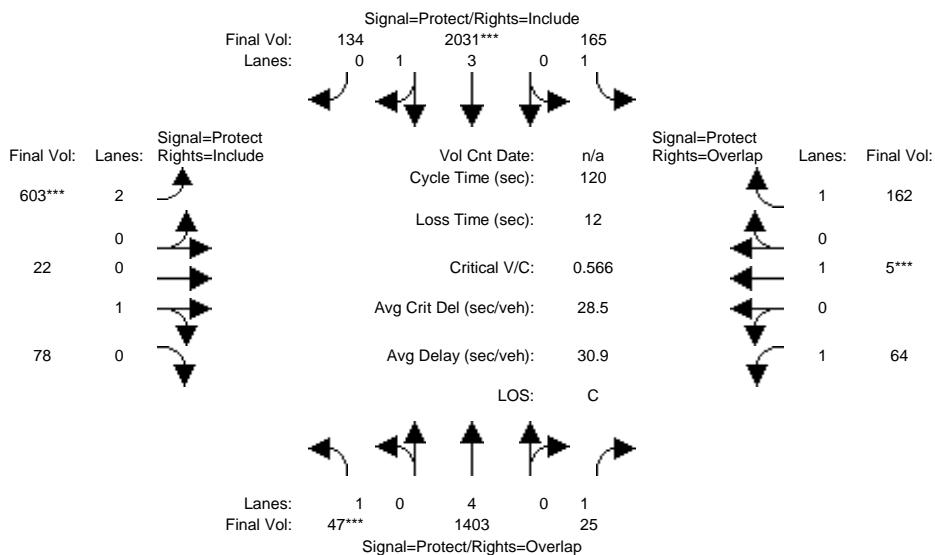 Signal=Protect/Rights=Include
Final Vol: 134 2031*** 165
Lanes: 0 1 3 0 1
Signal=Protect Signal=Protect
Final Vol: Lanes: Rights=Include Vol Cnt Date: n/a Rights=Overlap Lanes: Final Vol:
Cycle Time (sec): 120
603*** 2 1 162
Loss Time (sec): 12
0 0
22 0 Critical V/C: 0.566 1 5***
1 Avg Crit Del (sec/veh): 28.5 0
78 0 Avg Delay (sec/veh): 30.9 1 64
LOS: C
Lanes: 1 0 4 0 1
Final Vol: 47*** 1403 25
Signal=Protect/Rights=Overlap